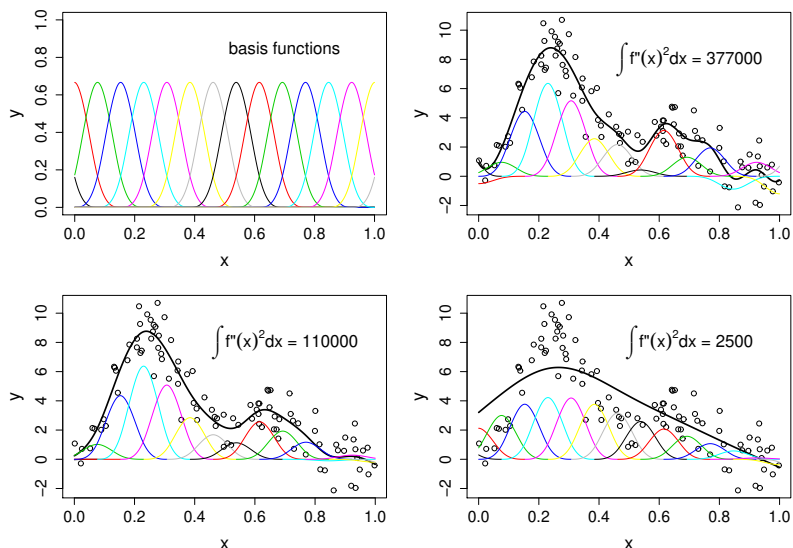 basis functions
y
0.0 0.2 0.4 0.6 0.8 1.0
0.0 0.2 0.4 0.6 0.8 1.0
x
∫ f"(x)²dx = 377000
y
−2 0 2 4 6 8 10
0.0 0.2 0.4 0.6 0.8 1.0
x
∫ f"(x)²dx = 110000
y
−2 0 2 4 6 8 10
0.0 0.2 0.4 0.6 0.8 1.0
x
∫ f"(x)²dx = 2500
y
−2 0 2 4 6 8 10
0.0 0.2 0.4 0.6 0.8 1.0
x